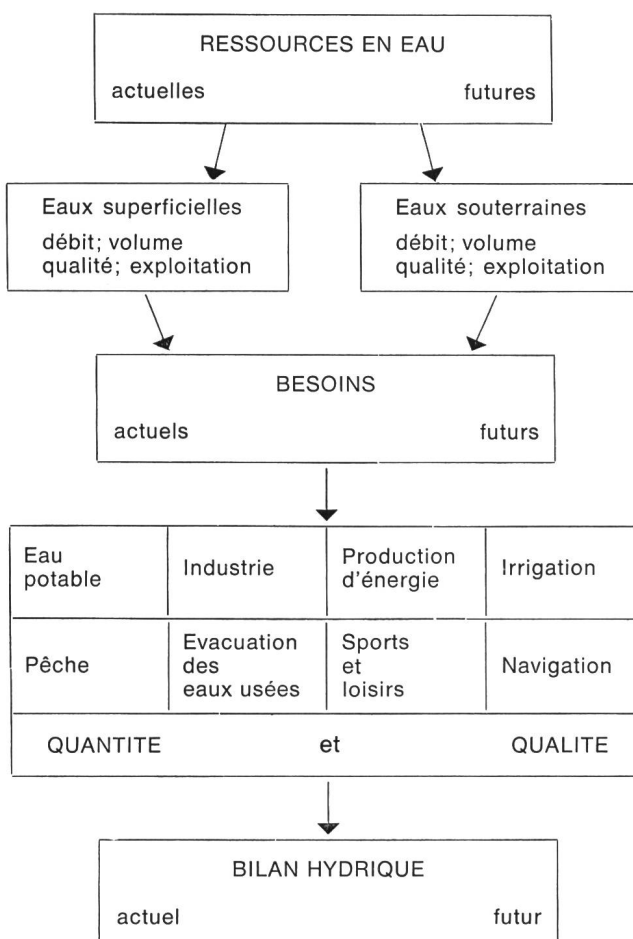 RESSOURCES EN EAU
actuelles futures
Eaux superficielles
débit; volume
qualité; exploitation
Eaux souterraines
débit; volume
qualité; exploitation
BESOINS
actuels futurs
Eau
potable
Industrie
Production
d'énergie
Irrigation
Pêche
Evacuation
des
eaux usées
Sports
et
loisirs
Navigation
QUANTITE et QUALITE
BILAN HYDRIQUE
actuel futur